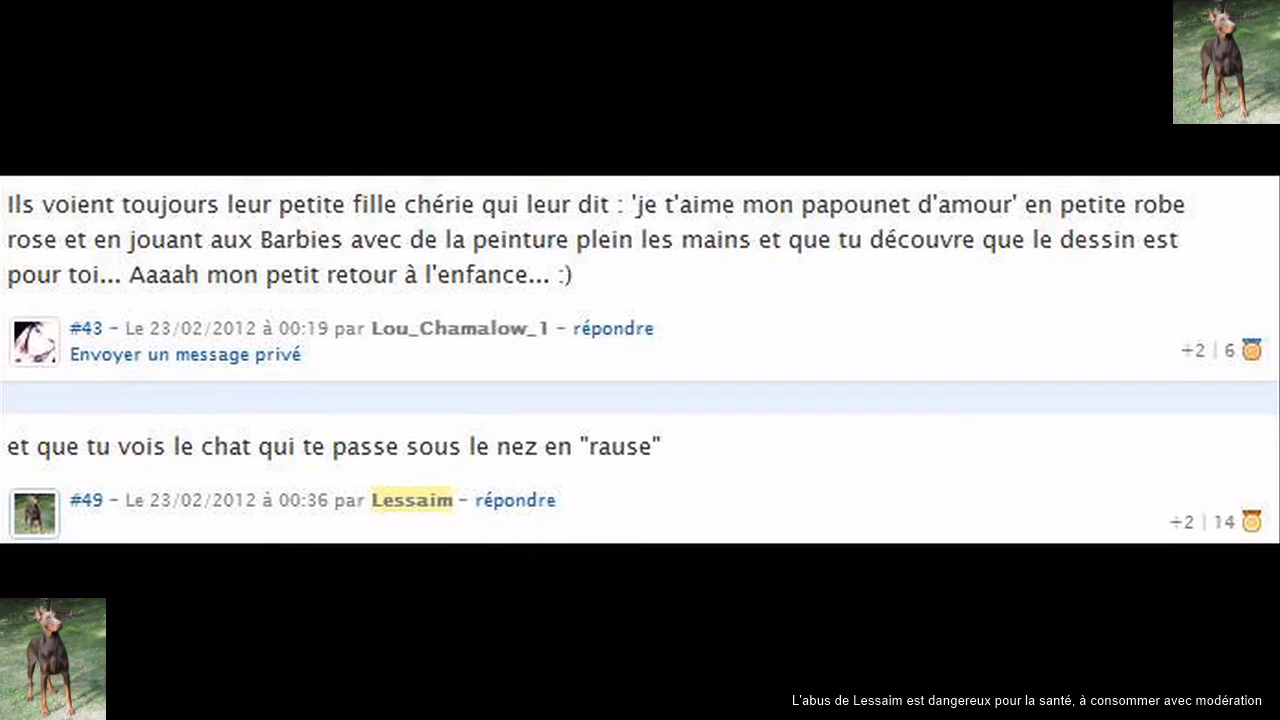 Ils voient toujours leur petite fille chérie qui leur dit : 'je t'aime mon papounet d'amour' en petite robe
rose et en jouant aux Barbies avec de la peinture plein les mains et que tu découvre que le dessin est
pour toi... Aaaah mon petit retour à l'enfance... :)
#43 – Le 23/02/2012 à 00:19 par Lou_Chamalow_1 – répondre
Envoyer un message privé
+2 | 6
et que tu vois le chat qui te passe sous le nez en "rause"
#49 – Le 23/02/2012 à 00:36 par Lessaim – répondre
+2 | 14
L'abus de Lessaim est dangereux pour la santé, à consommer avec modération